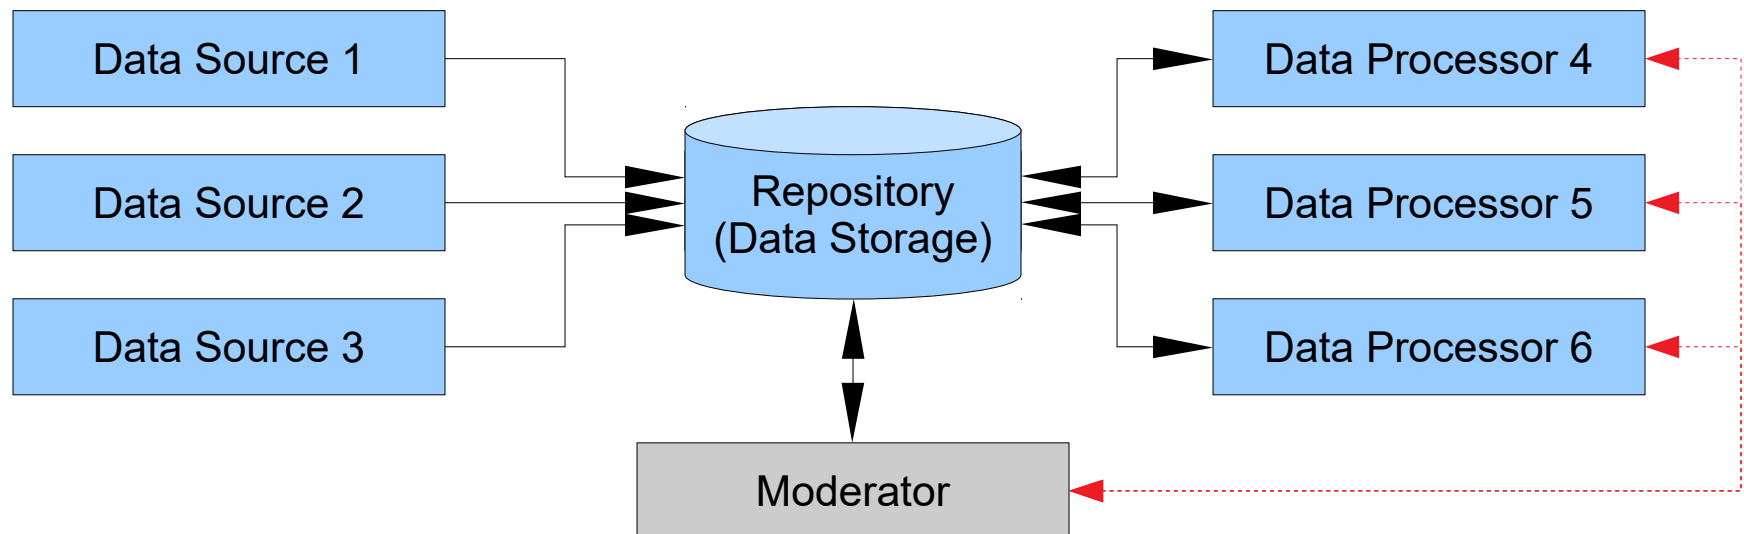 Data Source 1
Data Source 2
Data Source 3
Repository
(Data Storage)
Moderator
Data Processor 4
Data Processor 5
Data Processor 6